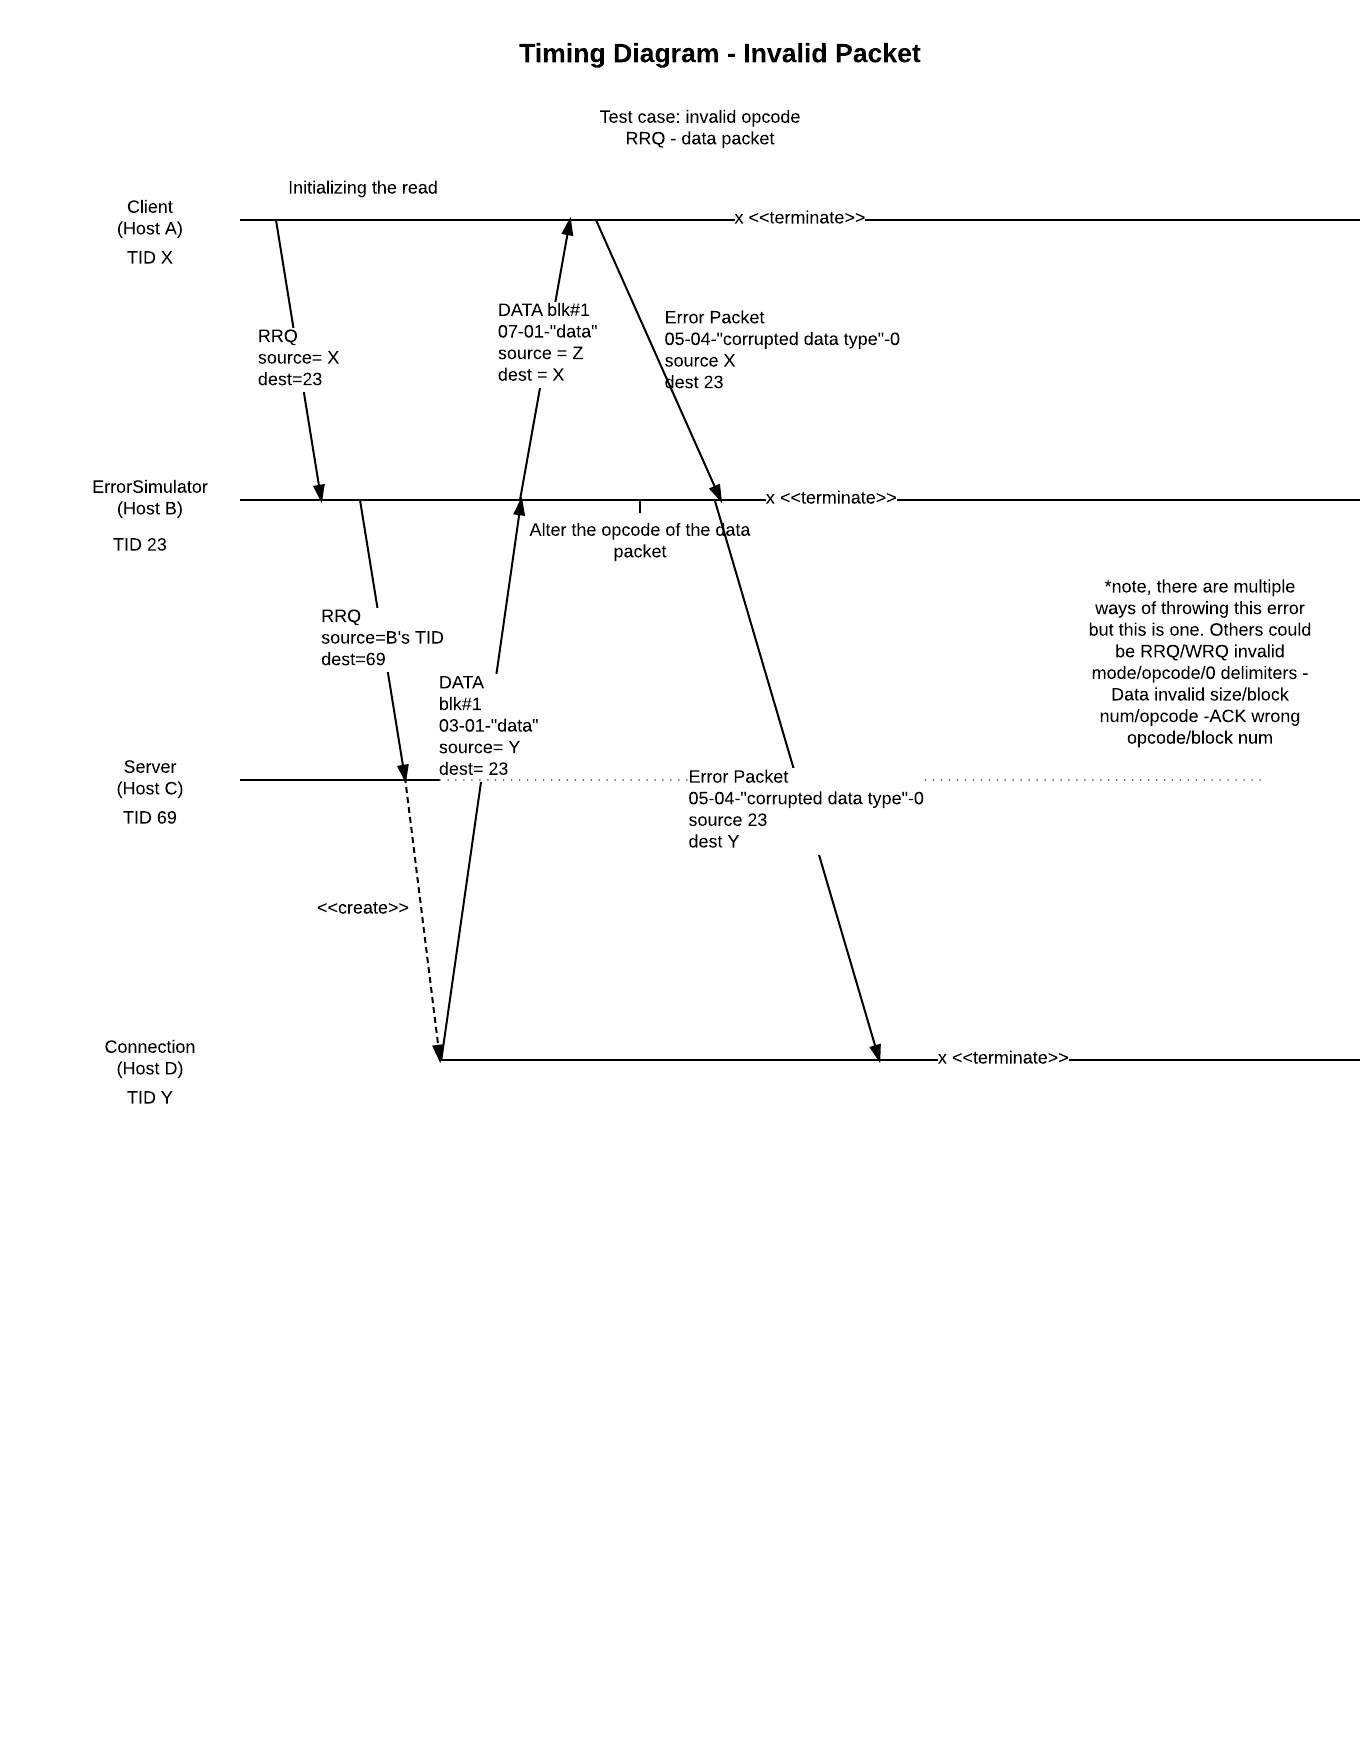 Timing Diagram - Invalid Packet
Test case: invalid opcode
RRQ - data packet
Initializing the read
Client
(Host A)
TID X
x <<terminate>>
RRQ
source= X
dest=23
DATA blk#1
07-01-"data"
source = Z
dest = X
Error Packet
05-04-"corrupted data type"-0
source X
dest 23
ErrorSimulator
(Host B)
TID 23
x <<terminate>>
Alter the opcode of the data
packet
RRQ
source=B's TID
dest=69
DATA
blk#1
03-01-"data"
source= Y
dest= 23
*note, there are multiple
ways of throwing this error
but this is one. Others could
be RRQ/WRQ invalid
mode/opcode/0 delimiters -
Data invalid size/block
num/opcode -ACK wrong
opcode/block num
Server
(Host C)
TID 69
Error Packet
05-04-"corrupted data type"-0
source 23
dest Y
<<create>>
Connection
(Host D)
TID Y
x <<terminate>>